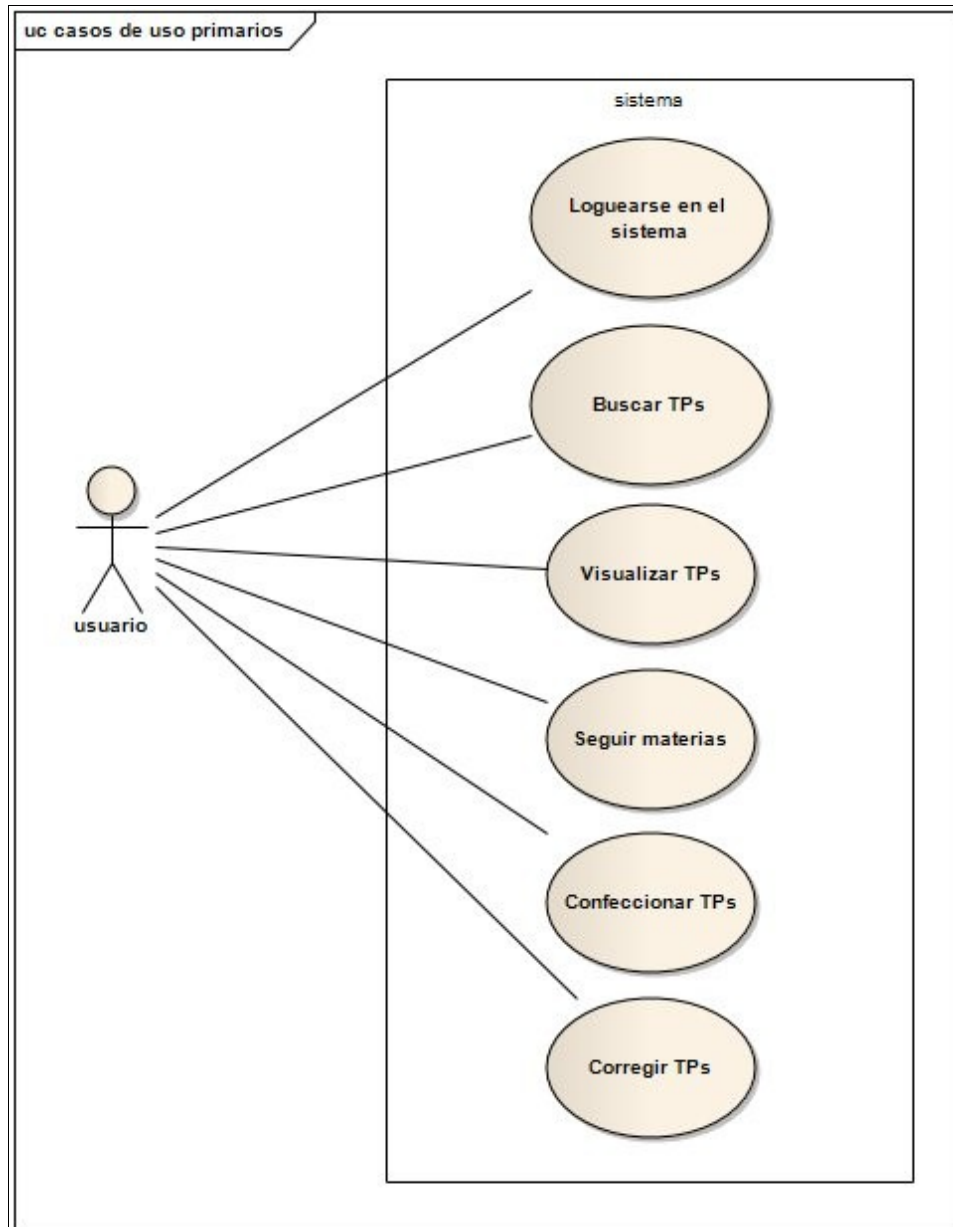 uc casos de uso primarios
sistema
Loguearse en el
sistema
Buscar TPs
Visualizar TPs
usuario
Seguir materias
Confeccionar TPs
Corregir TPs